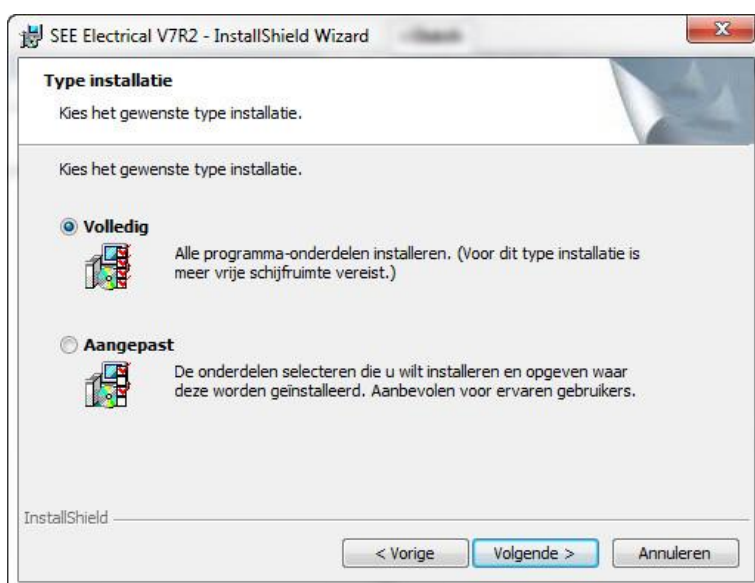 SEE Electrical V7R2 - InstallShield Wizard
Type installatie
Kies het gewenste type installatie.
Kies het gewenste type installatie.
Volledig
Alle programma-onderdelen installeren. (Voor dit type installatie is
meer vrije schijfruimte vereist.)
Aangepast
De onderdelen selecteren die u wilt installeren en opgeven waar
deze worden geïnstalleerd. Aanbevolen voor ervaren gebruikers.
InstallShield
< Vorige
Volgende >
Annuleren